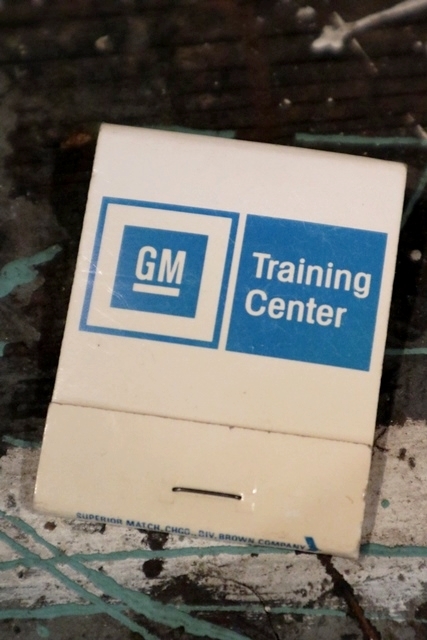 GM
Training
Center
SUPERIOR MATCH, CHGO., DIV. BROWN COMPANY